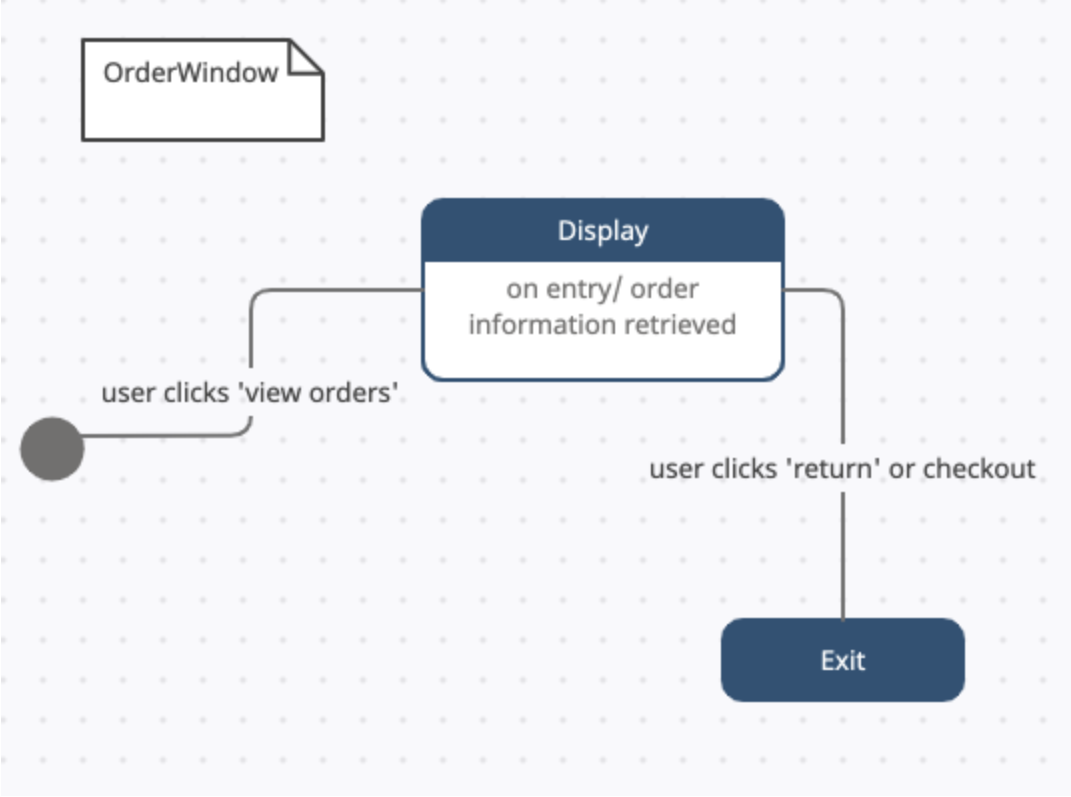 OrderWindow
Display
on entry/ order
information retrieved
user clicks 'view orders'
user clicks 'return' or checkout
Exit